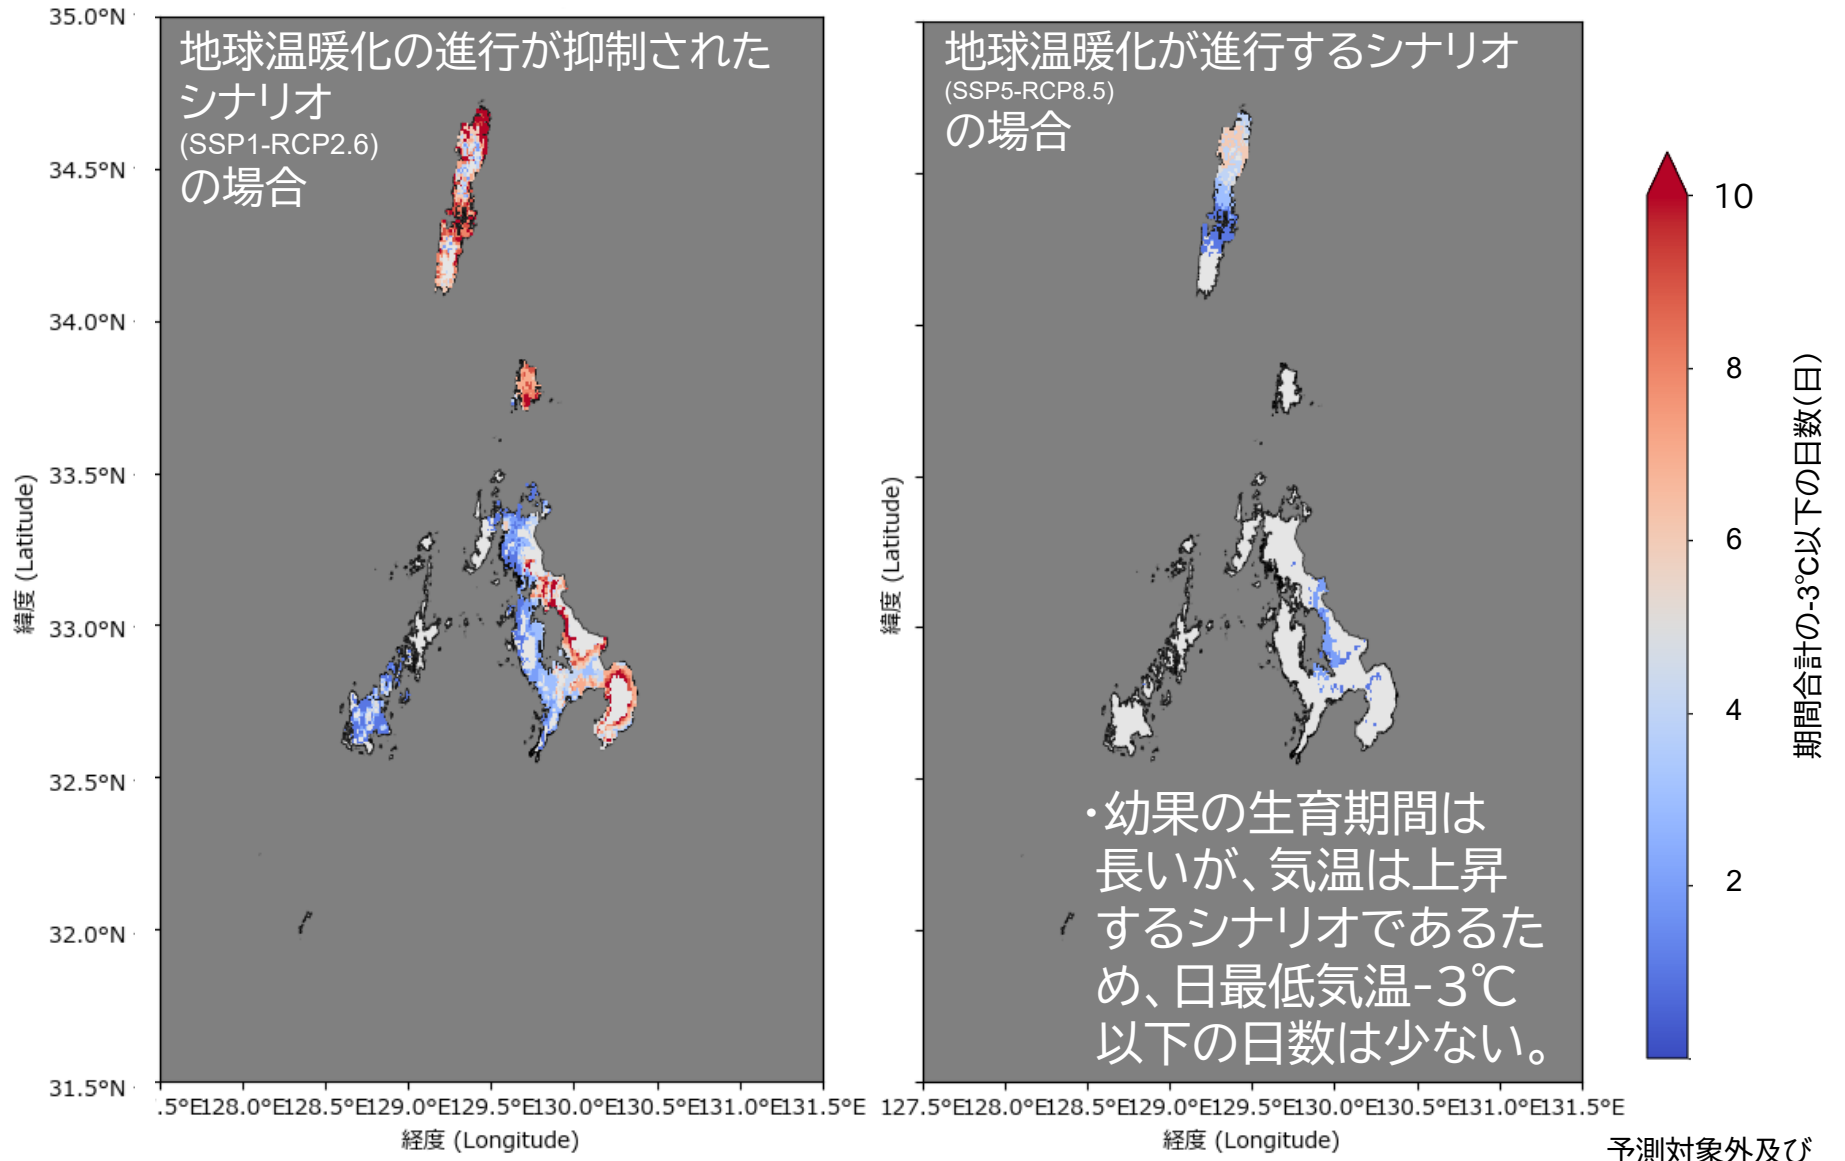 地球温暖化の進行が抑制された
シナリオ
(SSP1-RCP2.6)
の場合
35.0°N
34.5°N
34.0°N
33.5°N
33.0°N
32.5°N
32.0°N
31.5°N
緯度 (Latitude)
.5°E128.0°E128.5°E129.0°E129.5°E130.0°E130.5°E131.0°E131.5°E
経度 (Longitude)
地球温暖化が進行するシナリオ
(SSP5-RCP8.5)
の場合
緯度 (Latitude)
・幼果の生育期間は
長いが、気温は上昇
するシナリオであるた
め、日最低気温-3℃
以下の日数は少ない。
127.5°E128.0°E128.5°E129.0°E129.5°E130.0°E130.5°E131.0°E131.5°E
経度 (Longitude)
10
8
6
4
2
期間合計の-3℃以下の日数(日)
予測対象外及び